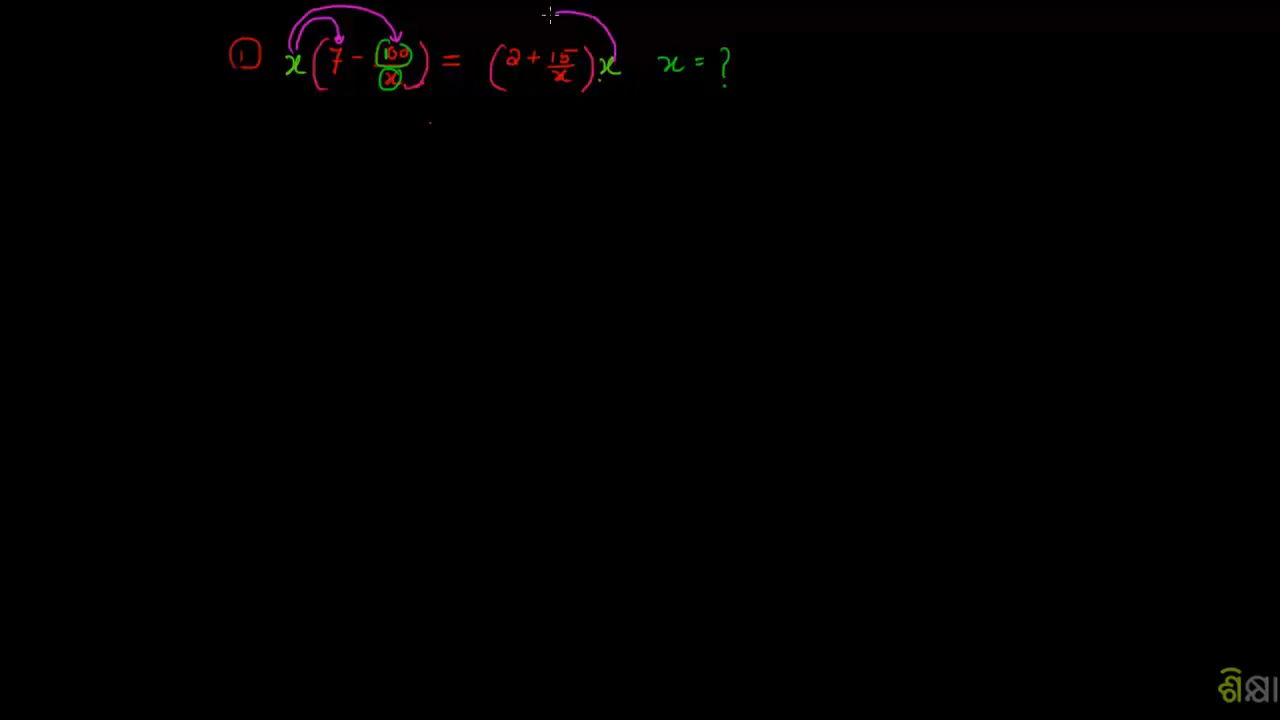 ① x(7 - 100/x) = (2 + 15/x)x x = ?
ଶିକ୍ଷା